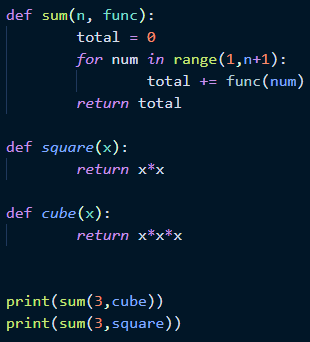 def sum(n, func):
        total = 0
        for num in range(1,n+1):
                total += func(num)
        return total

def square(x):
        return x*x

def cube(x):
        return x*x*x


print(sum(3,cube))
print(sum(3,square))